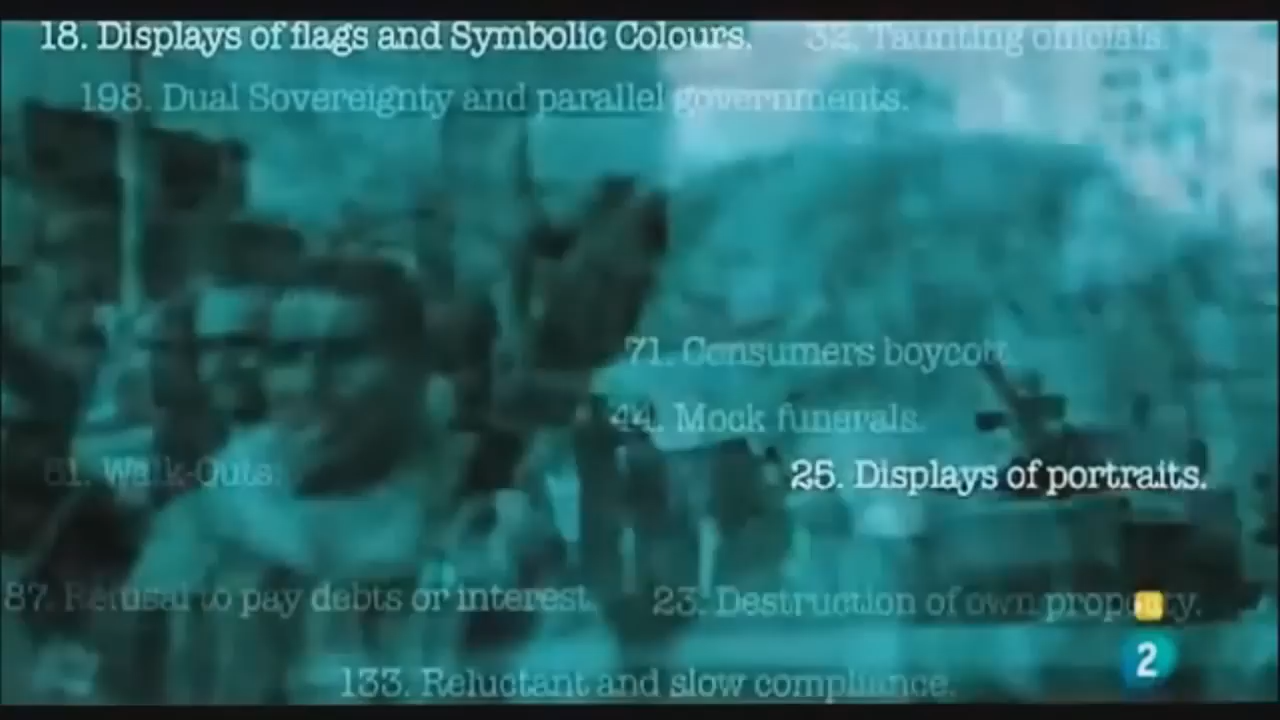 18. Displays of flags and Symbolic Colours.
32. Taunting officials.
198. Dual Sovereignty and parallel governments.
71. Consumers boycott.
44. Mock funerals.
51. Walk-Outs.
25. Displays of portraits.
87. Refusal to pay debts or interest.
23. Destruction of own property.
133. Reluctant and slow compliance.
2